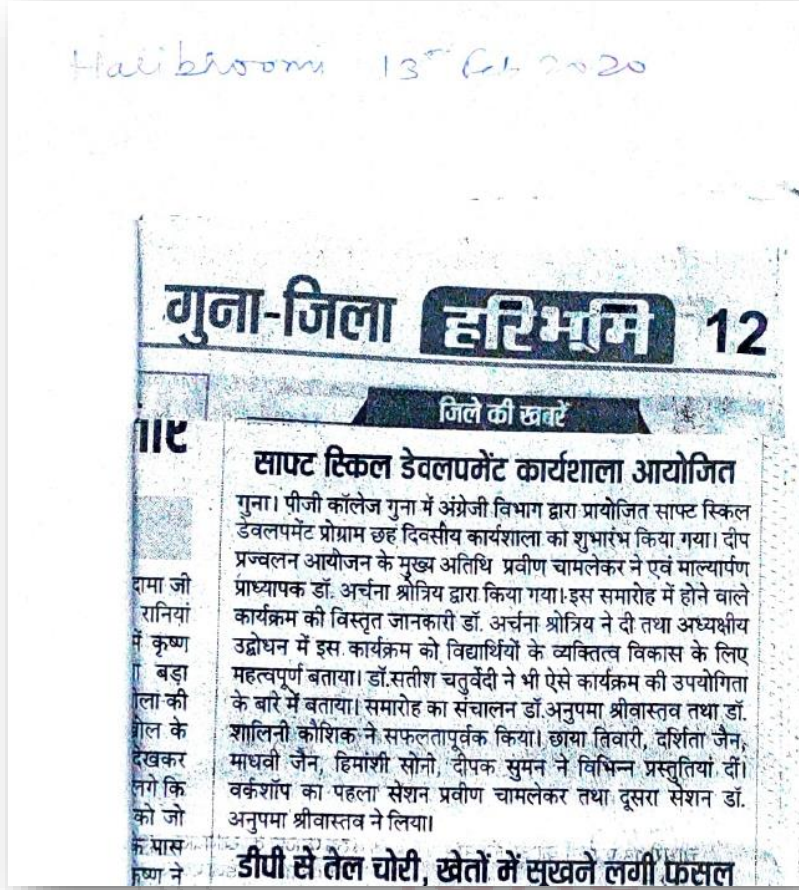 Haribhoomi 13th Feb 2020
गुना-जिला हरिभूमि 12
जिले की खबरें
साफ्ट स्किल डेवलपमेंट कार्यशाला आयोजित
गुना। पीजी कॉलेज गुना में अंग्रेजी विभाग द्वारा प्रायोजित साफ्ट स्किल
डेवलपमेंट प्रोग्राम छह दिवसीय कार्यशाला को शुभारंभ किया गया। दीप
प्रज्वलन आयोजन के मुख्य अतिथि प्रवीण चामलेकर ने एवं माल्यार्पण
प्राध्यापक डॉ. अर्चना श्रोत्रिय द्वारा किया गया। इस समारोह में होने वाले
कार्यक्रम की विस्तृत जानकारी डॉ. अर्चना श्रोत्रिय ने दी तथा अध्यक्षीय
उद्बोधन में इस कार्यक्रम को विद्यार्थियों के व्यक्तित्व विकास के लिए
महत्वपूर्ण बताया। डॉ.सतीश चतुर्वेदी ने भी ऐसे कार्यक्रम की उपयोगिता
के बारे में बताया। समारोह का संचालन डॉ.अनुपमा श्रीवास्तव तथा डॉ.
शालिनी कौशिक ने सफलतापूर्वक किया। छाया तिवारी, दर्शिता जैन,
माधवी जैन, हिमांशी सोनी, दीपक सुमन ने विभिन्न प्रस्तुतियां दीं।
वर्कशॉप का पहला सेशन प्रवीण चामलेकर तथा दूसरा सेशन डॉ.
अनुपमा श्रीवास्तव ने लिया।
डीपी से तेल चोरी, खेतों में सूखने लगी फसल
दामा जी
रानियां
में कृष्ण
बड़ा
की
के
देखकर
लगे कि
को जो
के पास
ने